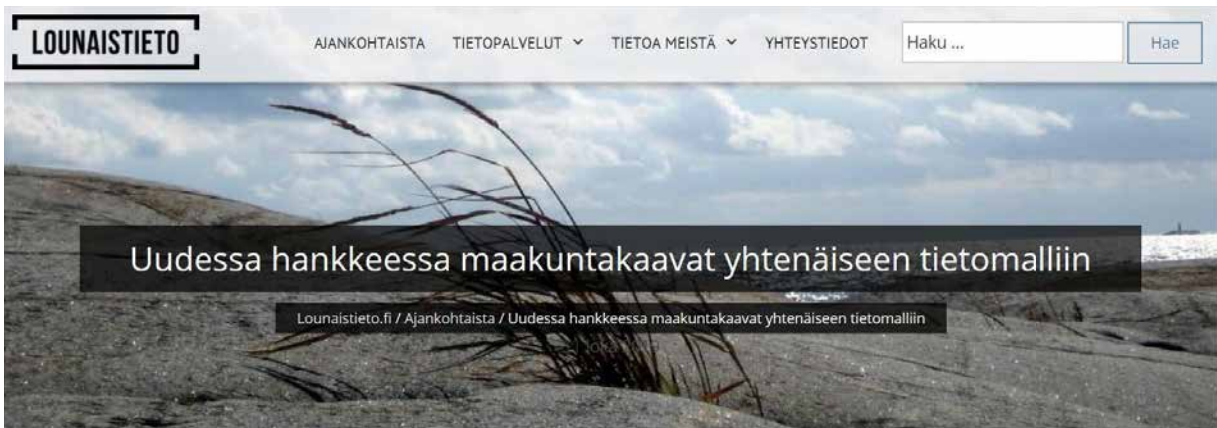 LOUNAISTIETO
AJANKOHTAISTA TIETOPALVELUT TIETOA MEISTÄ YHTEYSTIEDOT Haku ... Hae
Uudessa hankkeessa maakuntakaavat yhtenäiseen tietomalliin
Lounaistieto.fi / Ajankohtaista / Uudessa hankkeessa maakuntakaavat yhtenäiseen tietomalliin